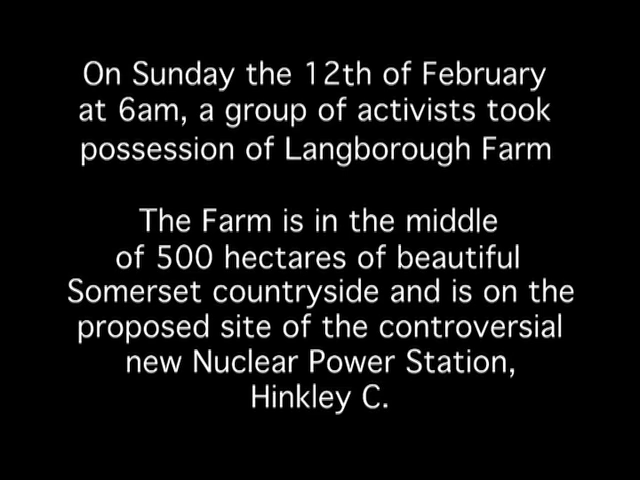 On Sunday the 12th of February
at 6am, a group of activists took
possession of Langborough Farm
The Farm is in the middle
of 500 hectares of beautiful
Somerset countryside and is on the
proposed site of the controversial
new Nuclear Power Station,
Hinkley C.